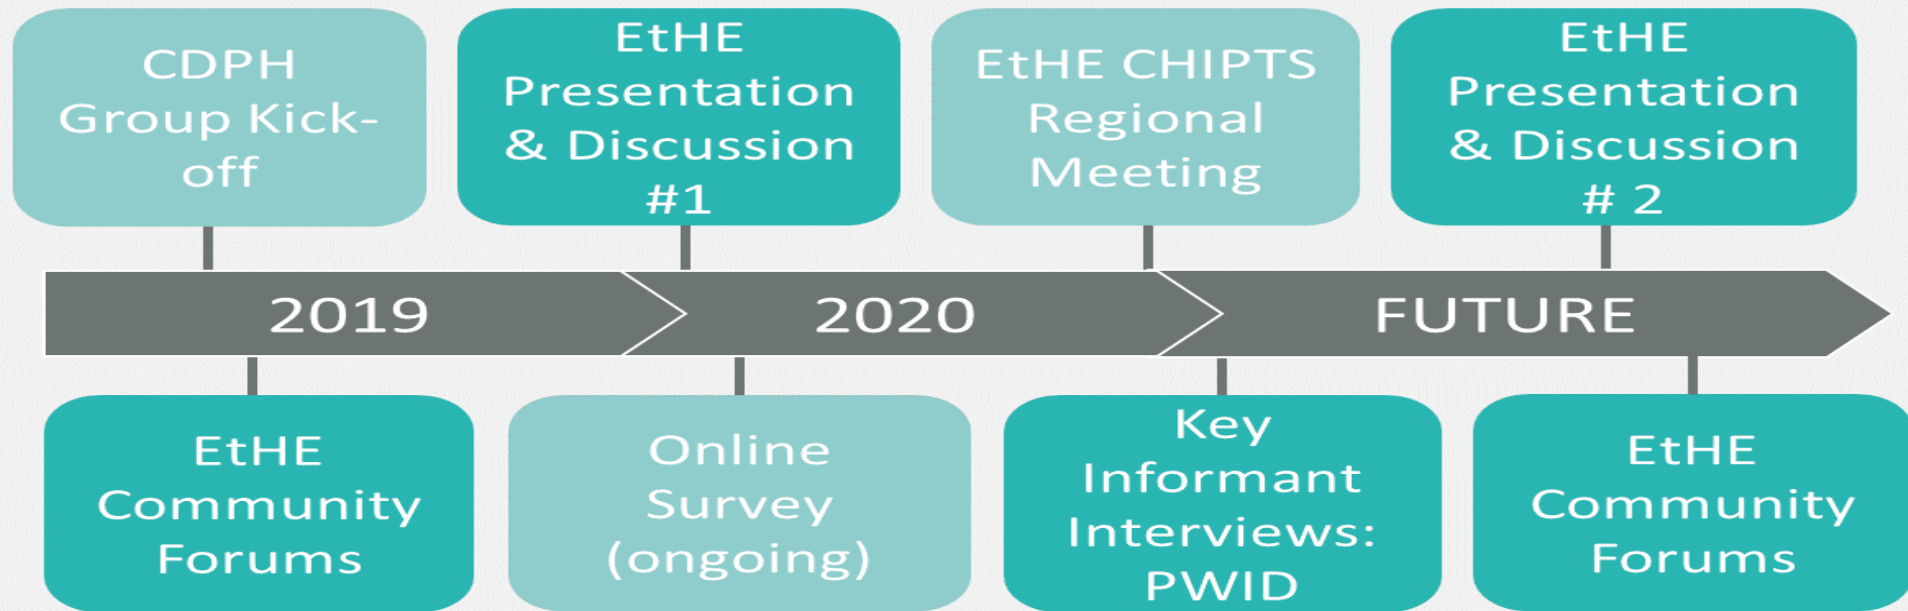 CDPH
Group Kick-
off
EtHE
Presentation
& Discussion
#1
EtHE CHIPTS
Regional
Meeting
EtHE
Presentation
& Discussion
# 2
2019
2020
FUTURE
EtHE
Community
Forums
Online
Survey
(ongoing)
Key
Informant
Interviews:
PWID
EtHE
Community
Forums